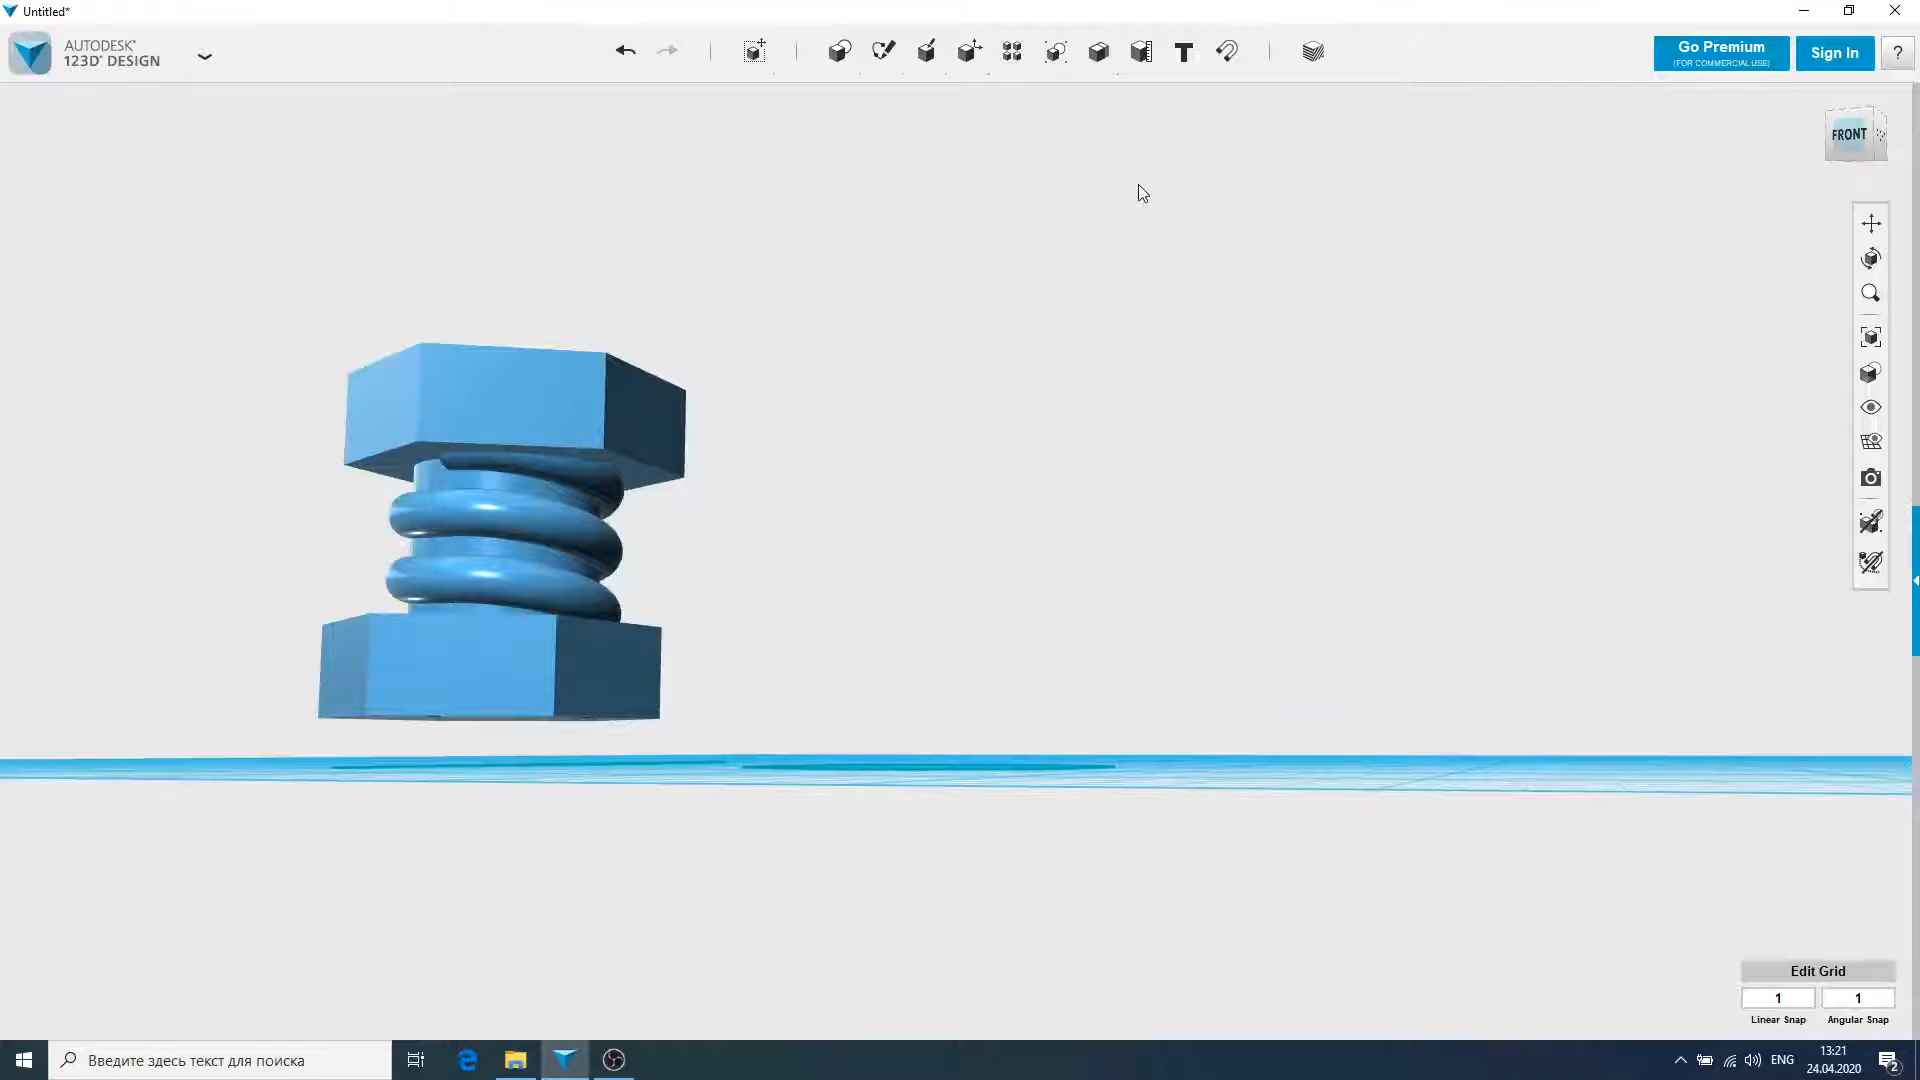 Untitled*
AUTODESK®
123D® DESIGN
Go Premium
(FOR COMMERCIAL USE)
Sign In
?
FRONT
Edit Grid
1
1
Linear Snap
Angular Snap
Введите здесь текст для поиска
ENG
13:21
24.04.2020
2